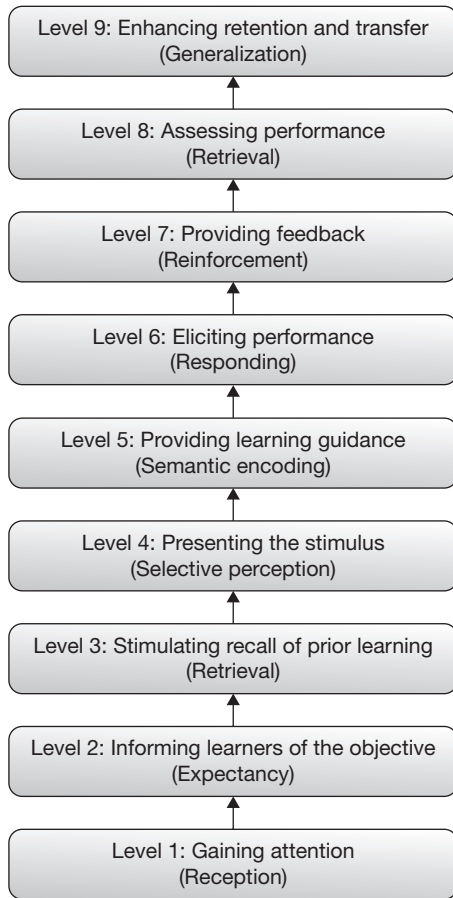 Level 9: Enhancing retention and transfer
(Generalization)
Level 8: Assessing performance
(Retrieval)
Level 7: Providing feedback
(Reinforcement)
Level 6: Eliciting performance
(Responding)
Level 5: Providing learning guidance
(Semantic encoding)
Level 4: Presenting the stimulus
(Selective perception)
Level 3: Stimulating recall of prior learning
(Retrieval)
Level 2: Informing learners of the objective
(Expectancy)
Level 1: Gaining attention
(Reception)